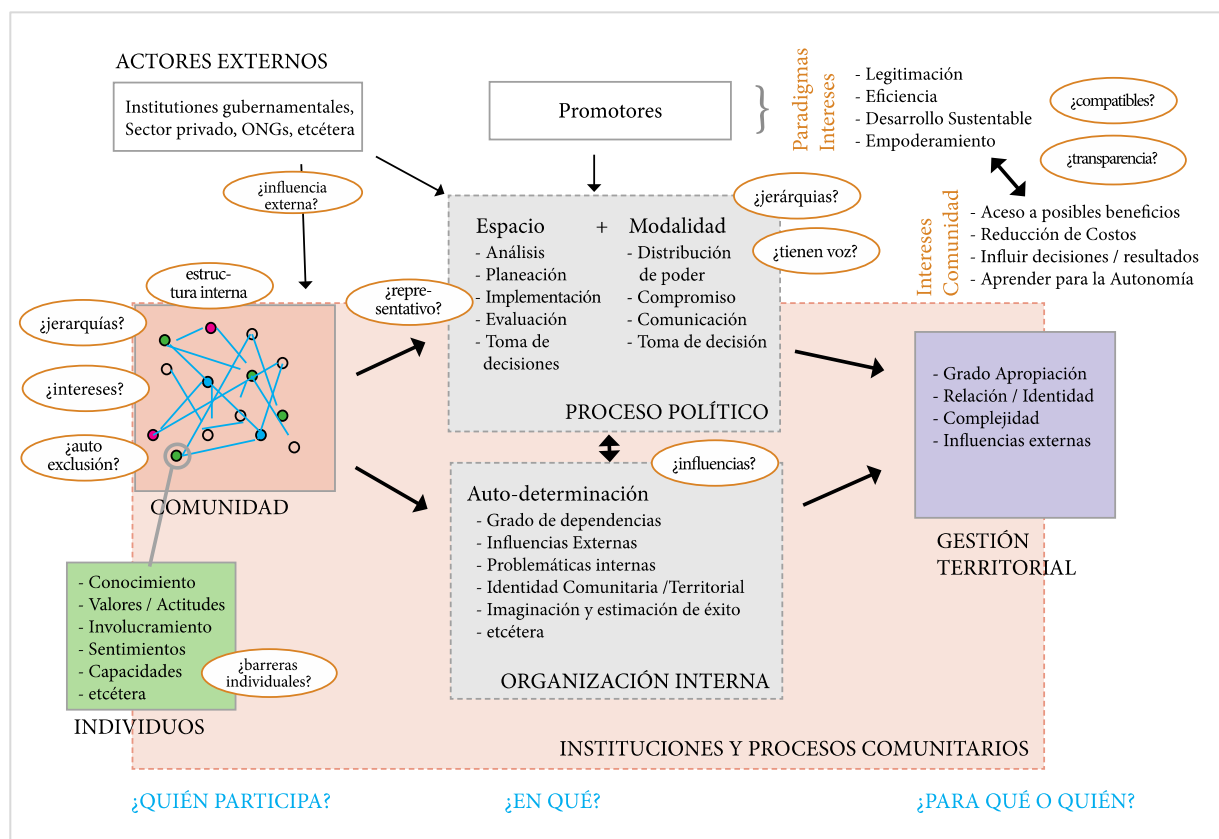 ACTORES EXTERNOS
Institutiones gubernamentales,
Sector privado, ONGs, etcétera
Promotores
Paradigmas
Intereses
- Legitimación
- Eficiencia
- Desarrollo Sustentable
- Empoderamiento
¿compatibles?
¿transparencia?
¿influencia
externa?
¿jerárquias?
¿tienen voz?
Intereses
Comunidad
- Aceso a posibles beneficios
- Reducción de Costos
- Influir decisiones / resultados
- Aprender para la Autonomía
Espacio + Modalidad
- Análisis
- Planeación
- Implementación
- Evaluación
- Toma de
decisiones
- Distribución
de poder
- Compromiso
- Comunicación
- Toma de decisión
PROCESO POLÍTICO
estruc-
tura interna
¿repre-
sentativo?
¿jerarquías?
¿intereses?
¿auto
exclusión?
COMUNIDAD
¿influencias?
Auto-determinación
- Grado de dependencias
- Influencias Externas
- Problemáticas internas
- Identidad Comunitaria /Territorial
- Imaginación y estimación de éxito
- etcétera
ORGANIZACIÓN INTERNA
- Grado Apropiación
- Relación / Identidad
- Complejidad
- Influencias externas
GESTIÓN
TERRITORIAL
- Conocimiento
- Valores / Actitudes
- Involucramiento
- Sentimientos
- Capacidades
- etcétera
¿barreras
individuales?
INDIVIDUOS
INSTITUCIONES Y PROCESOS COMUNITARIOS
¿QUIÉN PARTICIPA?
¿EN QUÉ?
¿PARA QUÉ O QUIÉN?